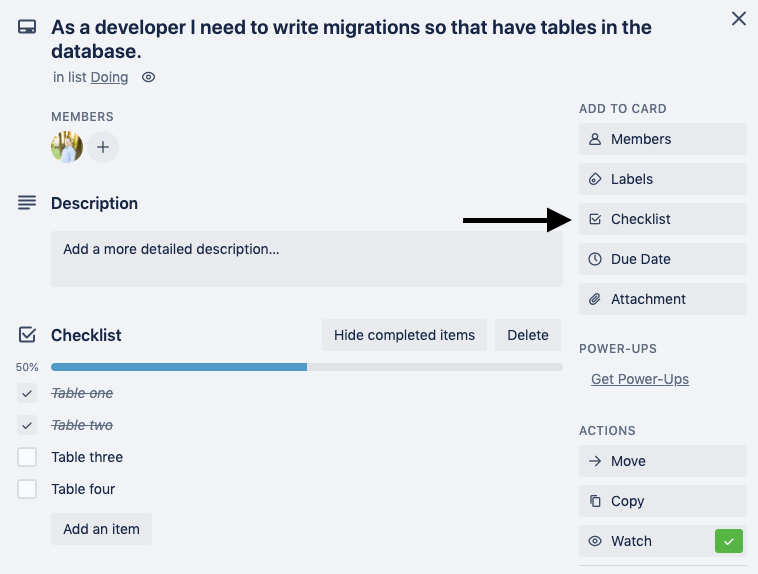 As a developer I need to write migrations so that have tables in the
database.
in list Doing
MEMBERS
Description
Add a more detailed description...
Checklist
Hide completed items
Delete
50%
Table one
Table two
Table three
Table four
Add an item
ADD TO CARD
Members
Labels
Checklist
Due Date
Attachment
POWER-UPS
Get Power-Ups
ACTIONS
Move
Copy
Watch